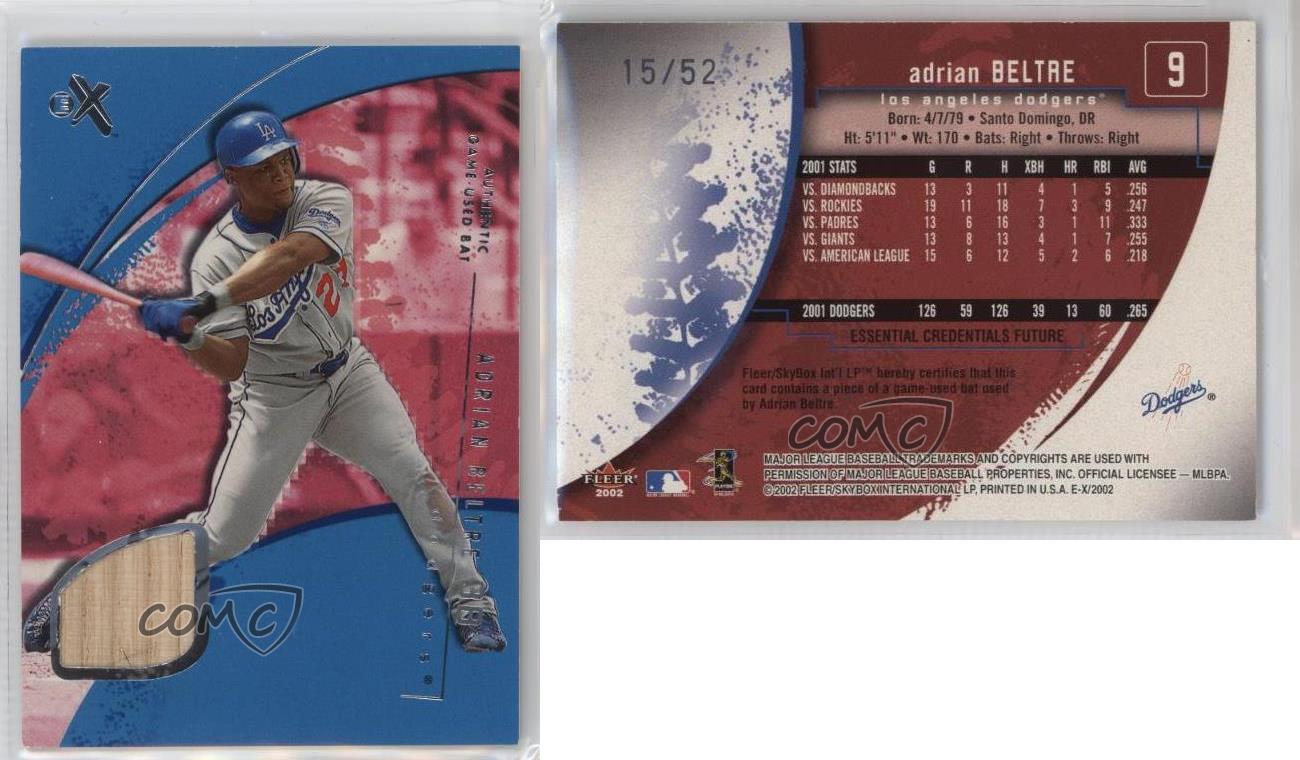 X
LA
Dodgers
Los Ang
2
AUTHENTIC
GAME-USED BAT
ADRIAN BELTRE 3B
dodgers®
COMC
15/52
adrian BELTRE
9
los angeles dodgers®
Born: 4/7/79 • Santo Domingo, DR
Ht: 5'11" • Wt: 170 • Bats: Right • Throws: Right
2001 STATS G R H XBH HR RBI AVG
VS. DIAMONDBACKS 13 3 11 4 1 5 .256
VS. ROCKIES 19 11 18 7 3 9 .247
VS. PADRES 13 6 16 3 1 11 .333
VS. GIANTS 13 8 13 4 1 7 .255
VS. AMERICAN LEAGUE 15 6 12 5 2 6 .218
2001 DODGERS 126 59 126 39 13 60 .265
ESSENTIAL CREDENTIALS FUTURE
Fleer/SkyBox Int'l LP™ hereby certifies that this
card contains a piece of a game-used bat used
by Adrian Beltre.
Dodgers®
COMC
FLEER
2002
MAJOR LEAGUE BASEBALL TRADEMARKS AND COPYRIGHTS ARE USED WITH
PERMISSION OF MAJOR LEAGUE BASEBALL PROPERTIES, INC. OFFICIAL LICENSEE — MLBPA.
© 2002 FLEER/SKYBOX INTERNATIONAL LP, PRINTED IN U.S.A. E-X/2002